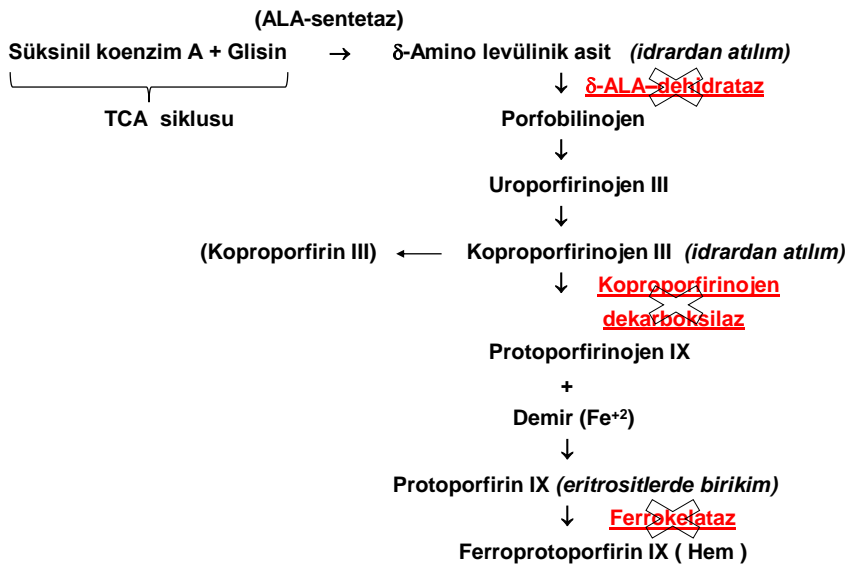 (ALA-sentetaz)
Süksinil koenzim A + Glisin → δ-Amino levülinik asit (idrardan atılım)
↓ δ-ALA–dehidrataz
TCA siklusu
Porfobilinojen
↓
Uroporfirinojen III
↓
(Koproporfirin III) ← Koproporfirinojen III (idrardan atılım)
↓ Koproporfirinojen
dekarboksilaz
Protoporfirinojen IX
+
Demir (Fe+2)
↓
Protoporfirin IX (eritrositlerde birikim)
↓ Ferrokelataz
Ferroprotoporfirin IX ( Hem )